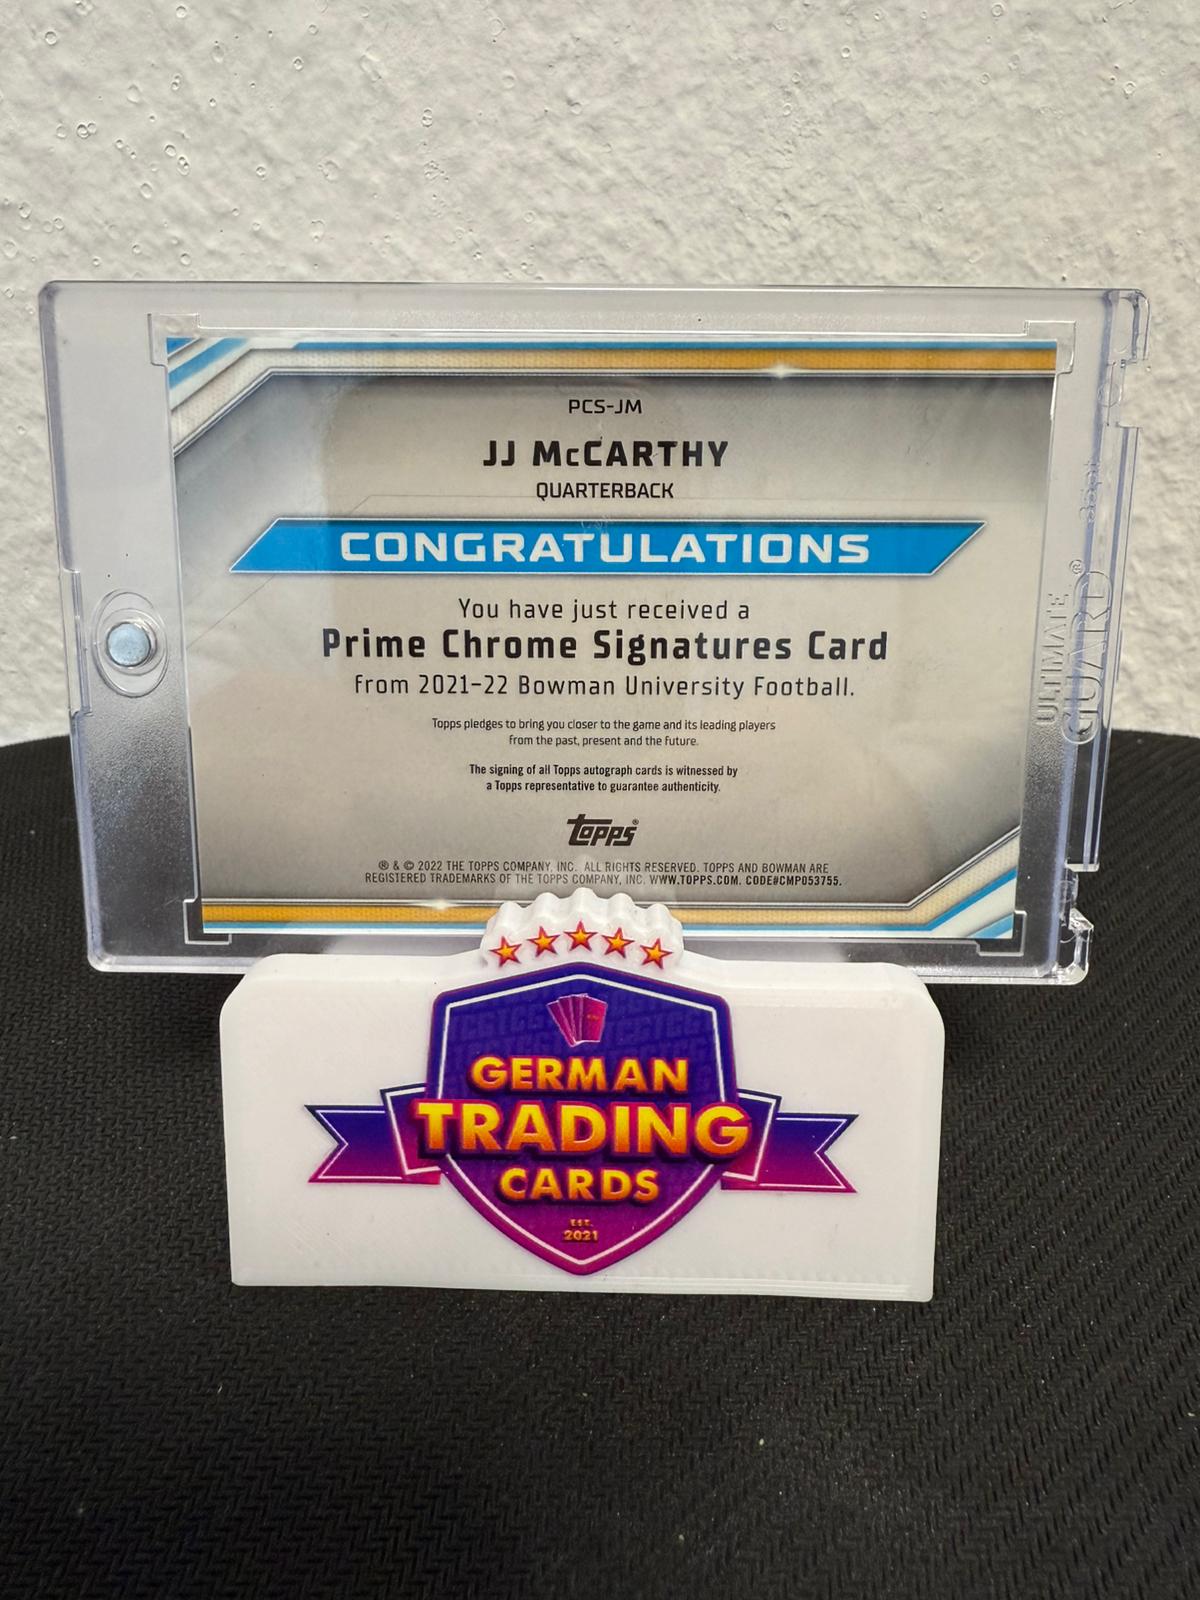 PCS-JM
JJ McCARTHY
QUARTERBACK
CONGRATULATIONS
You have just received a
Prime Chrome Signatures Card
from 2021-22 Bowman University Football.
Topps pledges to bring you closer to the game and its leading players
from the past, present and the future.
The signing of all Topps autograph cards is witnessed by
a Topps representative to guarantee authenticity.
Topps®
® & © 2022 THE TOPPS COMPANY, INC. ALL RIGHTS RESERVED. TOPPS AND BOWMAN ARE
REGISTERED TRADEMARKS OF THE TOPPS COMPANY, INC. WWW.TOPPS.COM. CODE#CMP053755.
ULTIMATE
GUARD®
GERMAN
TRADING
CARDS
EST.
2021